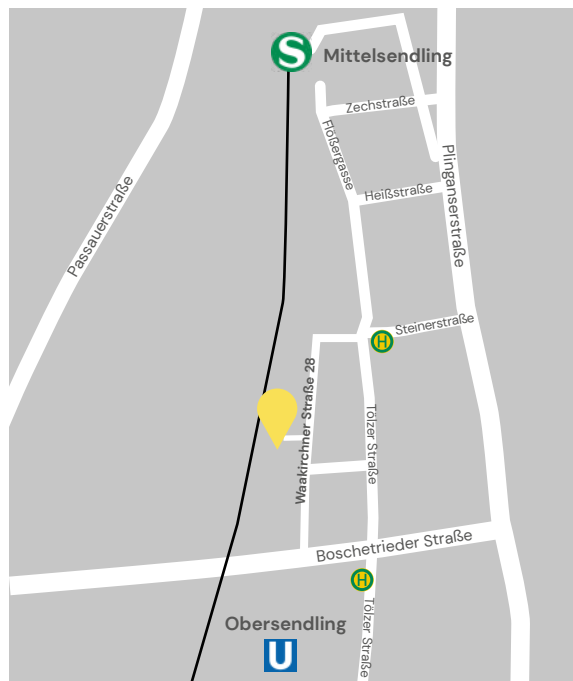 S
Mittelsendling
Zechstraße
Flößergasse
Plinganserstraße
Heißstraße
Passauerstraße
Steinerstraße
H
Waakirchner Straße 28
Tölzer Straße
Boschetrieder Straße
H
Tölzer Straße
Obersendling
U